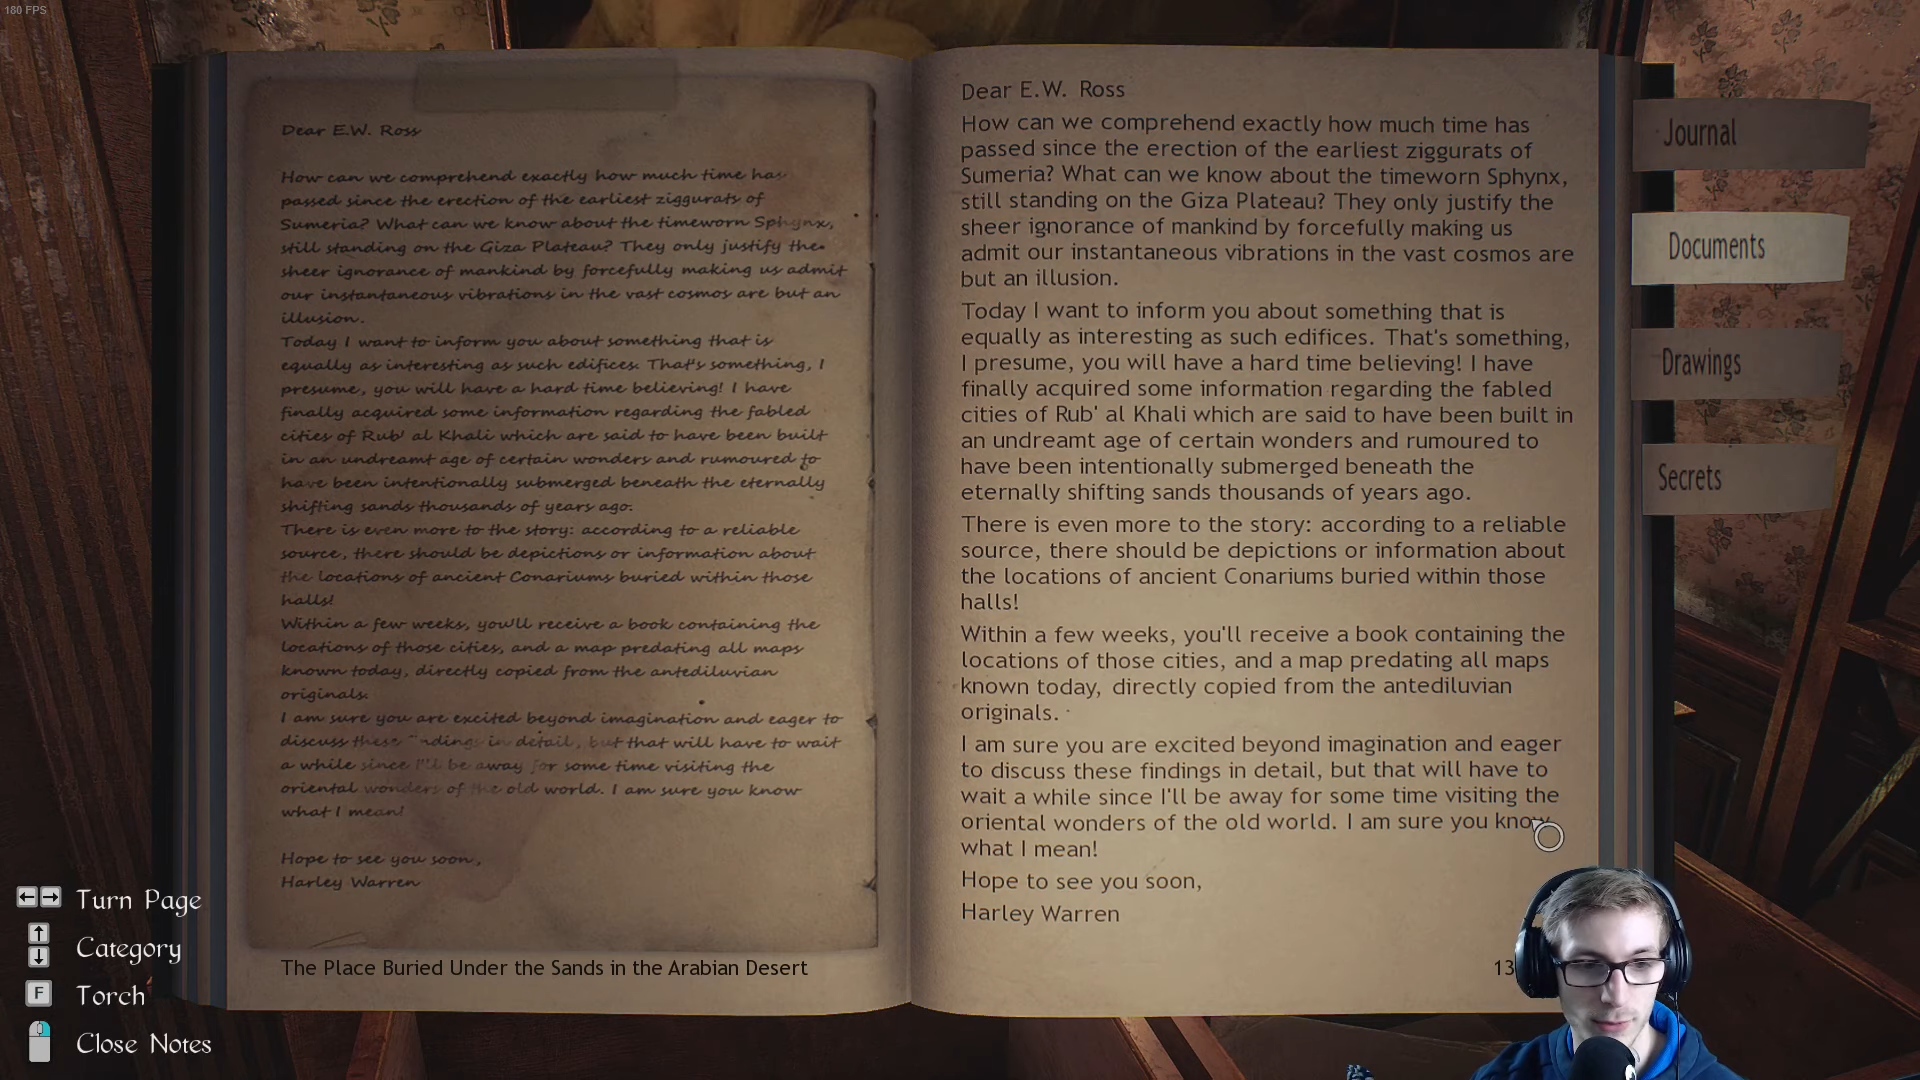 180 FPS
Dear E.W. Ross
How can we comprehend exactly how much time has
passed since the erection of the earliest ziggurats of
Sumeria? What can we know about the timeworn Sphynx,
still standing on the Giza Plateau? They only justify the
sheer ignorance of mankind by forcefully making us admit
our instantaneous vibrations in the vast cosmos are but an
illusion.
Today I want to inform you about something that is
equally as interesting as such edifices. That's something, I
presume, you will have a hard time believing! I have
finally acquired some information regarding the fabled
cities of Rub' al Khali which are said to have been built
in an undreamt age of certain wonders and rumoured to
have been intentionally submerged beneath the eternally
shifting sands thousands of years ago.
There is even more to the story: according to a reliable
source, there should be depictions or information about
the locations of ancient Conariums buried within those
halls!
Within a few weeks, you'll receive a book containing the
locations of those cities, and a map predating all maps
known today, directly copied from the antediluvian
originals.
I am sure you are excited beyond imagination and eager to
discuss these findings in detail, but that will have to wait
a while since I'll be away for some time visiting the
oriental wonders of the old world. I am sure you know
what I mean!
Hope to see you soon,
Harley Warren
The Place Buried Under the Sands in the Arabian Desert
Dear E.W. Ross
How can we comprehend exactly how much time has
passed since the erection of the earliest ziggurats of
Sumeria? What can we know about the timeworn Sphynx,
still standing on the Giza Plateau? They only justify the
sheer ignorance of mankind by forcefully making us
admit our instantaneous vibrations in the vast cosmos are
but an illusion.
Today I want to inform you about something that is
equally as interesting as such edifices. That's something,
I presume, you will have a hard time believing! I have
finally acquired some information regarding the fabled
cities of Rub' al Khali which are said to have been built in
an undreamt age of certain wonders and rumoured to
have been intentionally submerged beneath the
eternally shifting sands thousands of years ago.
There is even more to the story: according to a reliable
source, there should be depictions or information about
the locations of ancient Conariums buried within those
halls!
Within a few weeks, you'll receive a book containing the
locations of those cities, and a map predating all maps
known today, directly copied from the antediluvian
originals.
I am sure you are excited beyond imagination and eager
to discuss these findings in detail, but that will have to
wait a while since I'll be away for some time visiting the
oriental wonders of the old world. I am sure you know
what I mean!
Hope to see you soon,
Harley Warren
13
Journal
Documents
Drawings
Secrets
Turn Page
Category
F Torch
Close Notes